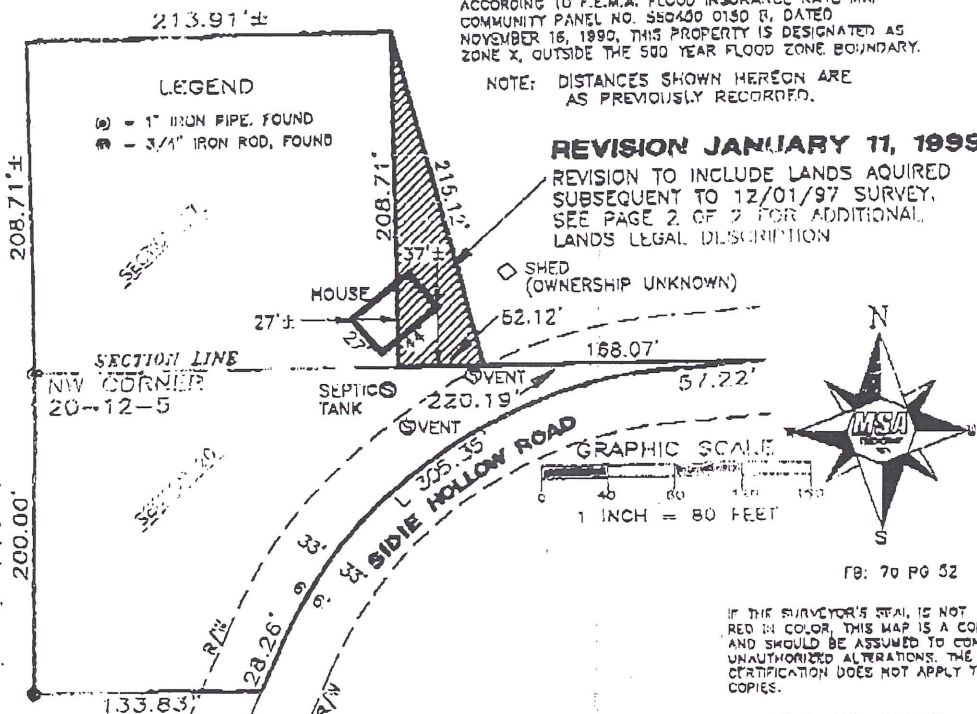 213.91'±
ACCORDING TO F.E.M.A. FLOOD INSURANCE RATE MAP
COMMUNITY PANEL NO. 550450 0150 B, DATED
NOVEMBER 16, 1990, THIS PROPERTY IS DESIGNATED AS
ZONE X, OUTSIDE THE 500 YEAR FLOOD ZONE BOUNDARY.
NOTE: DISTANCES SHOWN HEREON ARE
AS PREVIOUSLY RECORDED.
LEGEND
= 1" IRON PIPE, FOUND
= 3/4" IRON ROD, FOUND
REVISION JANUARY 11, 1999
REVISION TO INCLUDE LANDS AQUIRED
SUBSEQUENT TO 12/01/97 SURVEY.
SEE PAGE 2 OF 2 FOR ADDITIONAL
LANDS LEGAL DESCRIPTION
208.71'±
208.71'
215.12'
SECTION
37'±
SHED
(OWNERSHIP UNKNOWN)
HOUSE
27'±
27'
44'
52.12'
SECTION LINE
168.07'
NW CORNER
20-12-5
SEPTIC
TANK
VENT
220.19'
57.22'
VENT
N
MSA
S
GRAPHIC SCALE
0 40 80 160
1 INCH = 80 FEET
L 305.35'
SIDIE HOLLOW ROAD
SECTION 20
200.00'
33'
33'
6'
6'
R/W
28.26'
R/W
133.83'
FB: 70 PG 52
IF THE SURVEYOR'S SEAL IS NOT
RED IN COLOR, THIS MAP IS A
AND SHOULD BE ASSUMED TO
UNAUTHORIZED ALTERATIONS. THE
CERTIFICATION DOES NOT APPLY
COPIES.